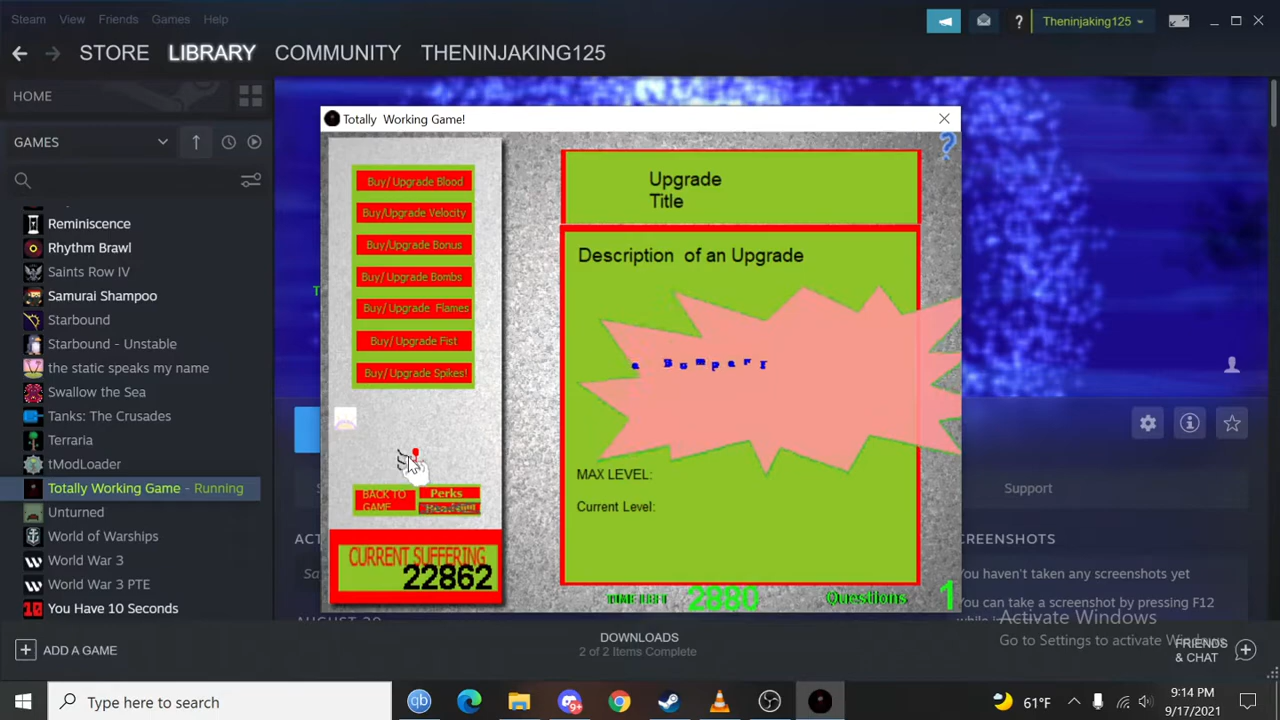 Steam View Friends Games Help
Theninjaking125
STORE LIBRARY COMMUNITY THENINJAKING125
HOME
GAMES
Reminiscence
Rhythm Brawl
Saints Row IV
Samurai Shampoo
Starbound
Starbound - Unstable
the static speaks my name
Swallow the Sea
Tanks: The Crusades
Terraria
tModLoader
Totally Working Game - Running
Unturned
World of Warships
World War 3
World War 3 PTE
You Have 10 Seconds
ADD A GAME
Totally Working Game!
?
Buy/ Upgrade Blood
Buy/Upgrade Velocity
Buy/Upgrade Bonus
Buy/ Upgrade Bombs
Buy/ Upgrade Flames
Buy/ Upgrade Fist
Buy/ Upgrade Spikes!
BACK TO
GAME
Perks
CURRENT SUFFERING
22862
Upgrade
Title
Description of an Upgrade
MAX LEVEL:
Current Level:
TIME LEFT 2880 Questions 1
Support
SCREENSHOTS
You haven't taken any screenshots yet
You can take a screenshot by pressing F12
Activate Windows
Go to Settings to activate Windows.
DOWNLOADS
2 of 2 Items Complete
FRIENDS
& CHAT
Type here to search
61°F
9:14 PM
9/17/2021